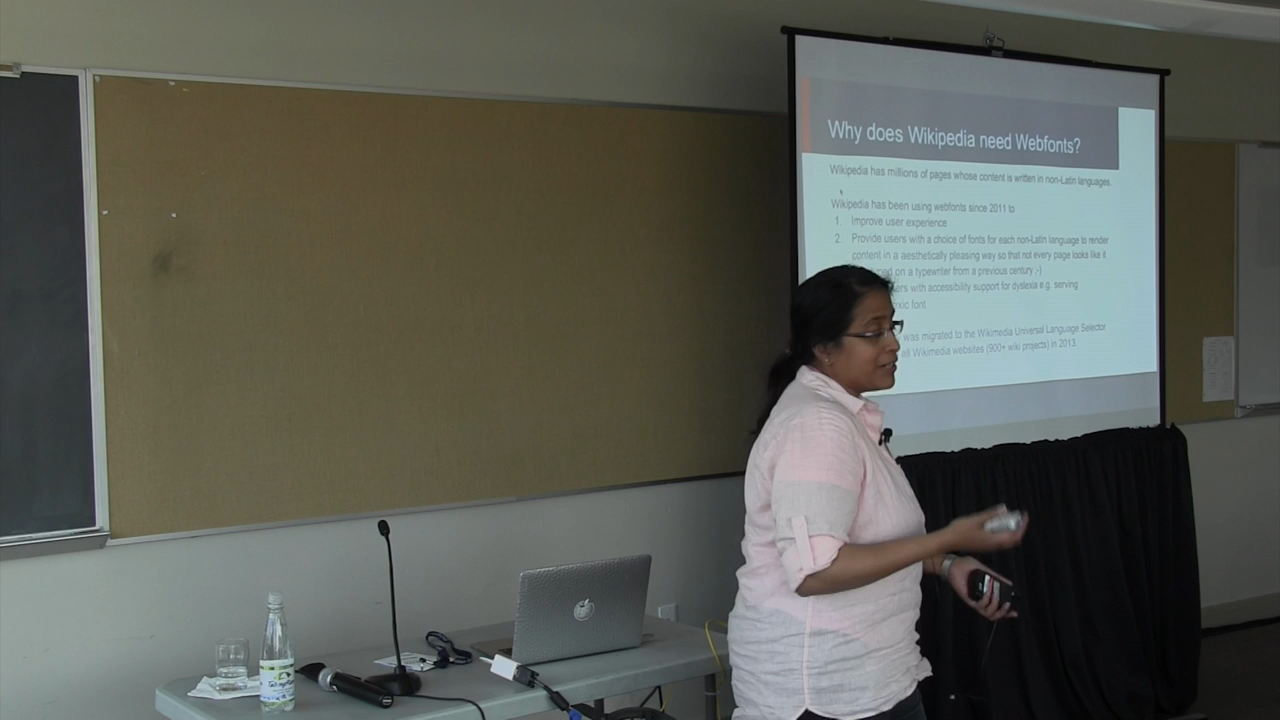 Why does Wikipedia need Webfonts?
Wikipedia has millions of pages whose content is written in non-Latin languages.
Wikipedia has been using webfonts since 2011 to
1. Improve user experience
2. Provide users with a choice of fonts for each non-Latin language to render
content in a aesthetically pleasing way so that not every page looks like it
on a typewriter from a previous century :-)
with accessibility support for dyslexia e.g. serving
font
was migrated to the Wikimedia Universal Language Selector
all Wikimedia websites (900+ wiki projects) in 2013.